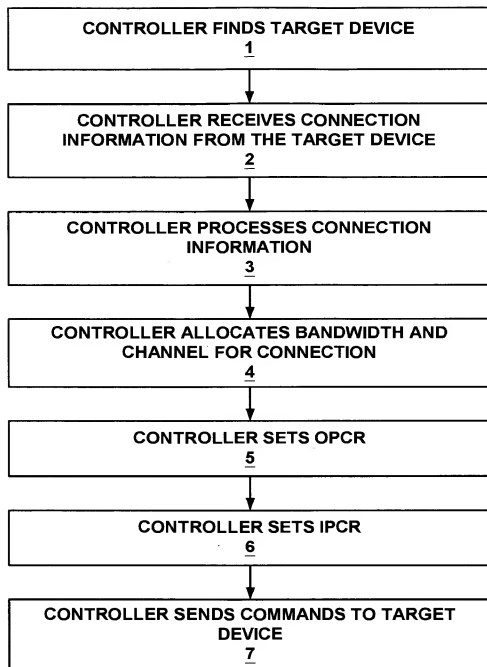 CONTROLLER FINDS TARGET DEVICE
1
CONTROLLER RECEIVES CONNECTION
INFORMATION FROM THE TARGET DEVICE
2
CONTROLLER PROCESSES CONNECTION
INFORMATION
3
CONTROLLER ALLOCATES BANDWIDTH AND
CHANNEL FOR CONNECTION
4
CONTROLLER SETS OPCR
5
CONTROLLER SETS IPCR
6
CONTROLLER SENDS COMMANDS TO TARGET
DEVICE
7